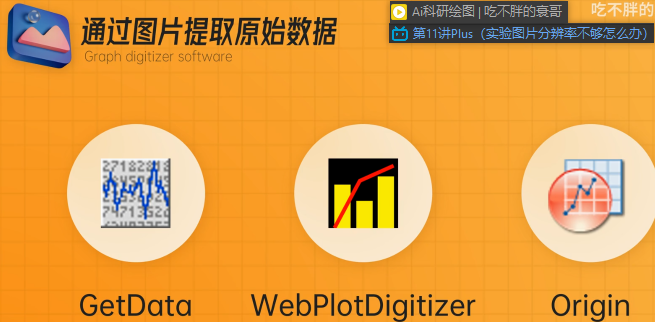 通过图片提取原始数据
Graph digitizer software
Ai科研绘图 | 吃不胖的衰哥
吃不胖的
第11讲Plus（实验图片分辨率不够怎么办）
GetData
WebPlotDigitizer
Origin